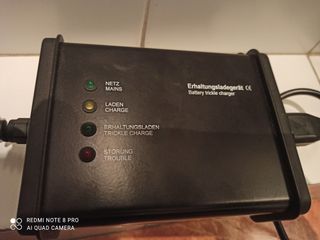 NETZ
MAINS
LADEN
CHARGE
ERHALTUNGSLADEN
TRICKLE CHARGE
STÖRUNG
TROUBLE
Erhaltungsladegerät CE
Battery trickle charger
REDMI NOTE 8 PRO
AI QUAD CAMERA